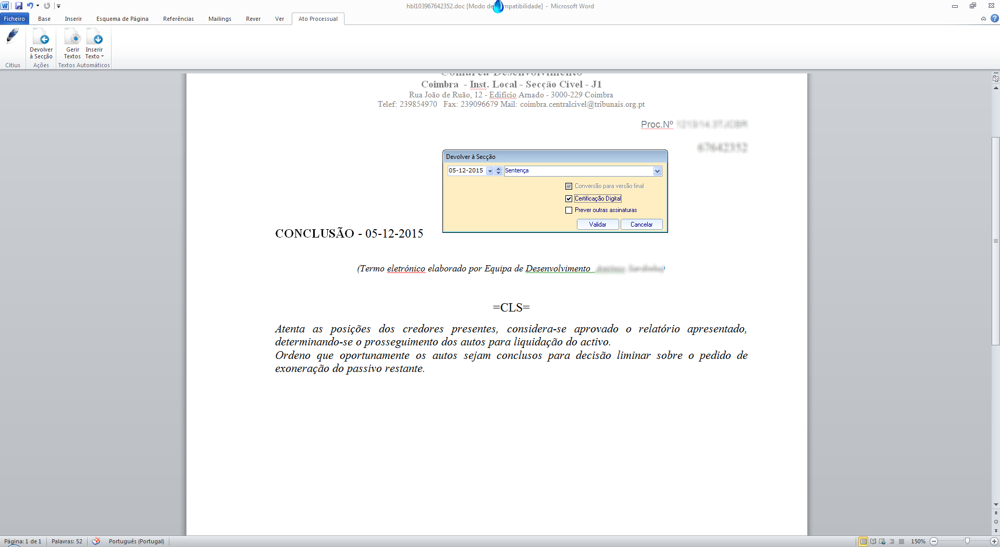 hbl103967642352.doc [Modo de mpatibilidade] - Microsoft Word
Ficheiro Base Inserir Esquema de Página Referências Mailings Rever Ver Ato Processual
Devolver à Secção
Gerir Textos
Inserir Texto
Citius Ações Textos Automáticos
Comarca Desenvolvimento
Coimbra - Inst. Local - Secção Cível - J1
Rua João de Ruão, 12 - Edificio Arnado - 3000-229 Coimbra
Telef: 239854970 Fax: 239096679 Mail: coimbra.centralcivel@tribunais.org.pt
Proc.Nº
67642352
Devolver à Secção
05-12-2015 Sentença
Conversão para versão final
Certificação Digital
Prever outras assinaturas
Validar Cancelar
CONCLUSÃO - 05-12-2015
(Termo eletrónico elaborado por Equipa de Desenvolvimento
=CLS=
Atenta as posições dos credores presentes, considera-se aprovado o relatório apresentado,
determinando-se o prosseguimento dos autos para liquidação do activo.
Ordeno que oportunamente os autos sejam conclusos para decisão liminar sobre o pedido de
exoneração do passivo restante.
Página: 1 de 1 Palavras: 52 Português (Portugal) 150%